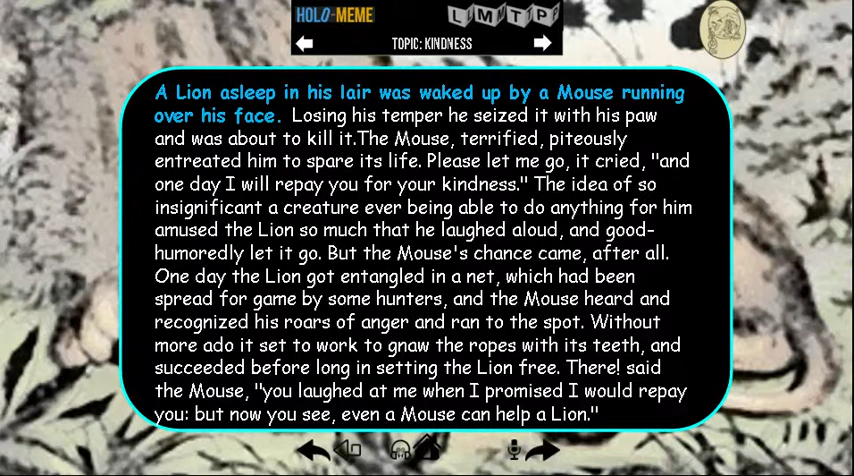 HOLO-MEME
TOPIC: KINDNESS
A Lion asleep in his lair was waked up by a Mouse running
over his face. Losing his temper he seized it with his paw
and was about to kill it.The Mouse, terrified, piteously
entreated him to spare its life. Please let me go, it cried, "and
one day I will repay you for your kindness." The idea of so
insignificant a creature ever being able to do anything for him
amused the Lion so much that he laughed aloud, and good-
humoredly let it go. But the Mouse's chance came, after all.
One day the Lion got entangled in a net, which had been
spread for game by some hunters, and the Mouse heard and
recognized his roars of anger and ran to the spot. Without
more ado it set to work to gnaw the ropes with its teeth, and
succeeded before long in setting the Lion free. There! said
the Mouse, "you laughed at me when I promised I would repay
you: but now you see, even a Mouse can help a Lion."